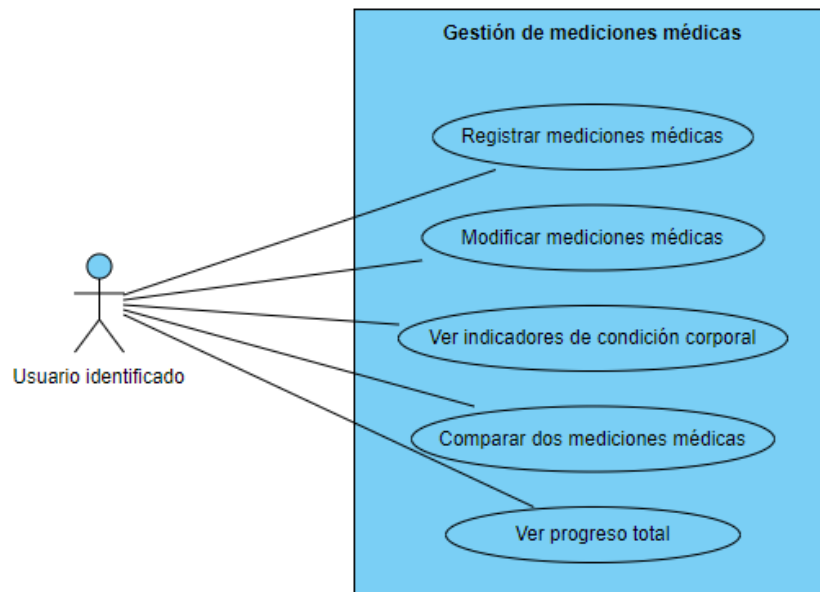 Gestión de mediciones médicas
Registrar mediciones médicas
Modificar mediciones médicas
Ver indicadores de condición corporal
Usuario identificado
Comparar dos mediciones médicas
Ver progreso total